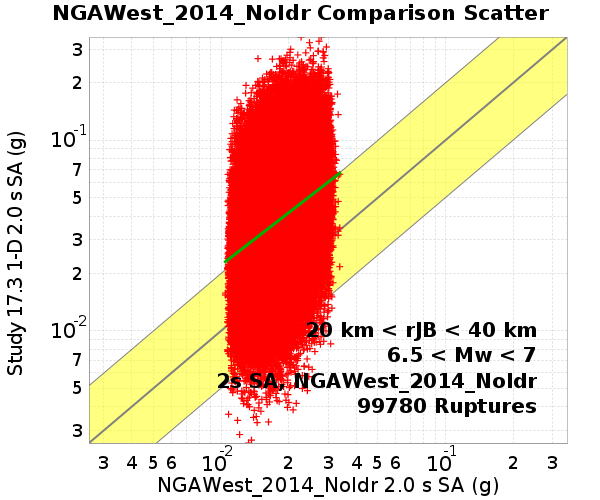 NGAWest_2014_NoIdr Comparison Scatter
3
2
10-1
7
5
3
2
10-2
7
5
3
Study 17.3 1-D 2.0 s SA (g)
20 km < rJB < 40 km
6.5 < Mw < 7
2s SA, NGAWest_2014_NoIdr
99780 Ruptures
3 4 5 6 10-2 2 3 4 5 6 10-1 2 3
NGAWest_2014_NoIdr 2.0 s SA (g)